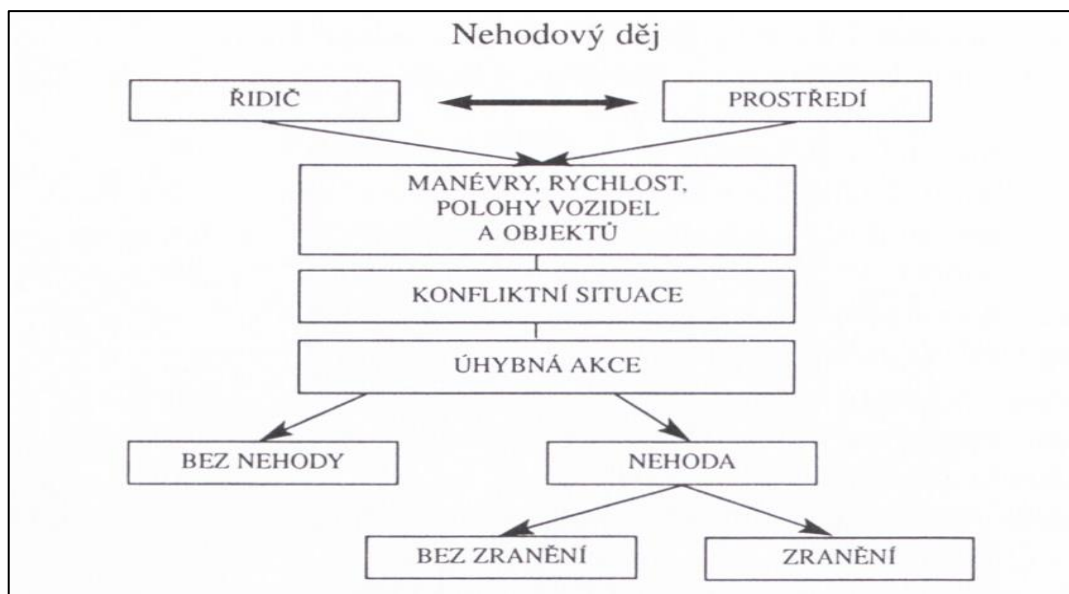 Nehodový děj
ŘIDIČ
PROSTŘEDÍ
MANÉVRY, RYCHLOST,
POLOHY VOZIDEL
A OBJEKTŮ
KONFLIKTNÍ SITUACE
ÚHYBNÁ AKCE
BEZ NEHODY
NEHODA
BEZ ZRANĚNÍ
ZRANĚNÍ